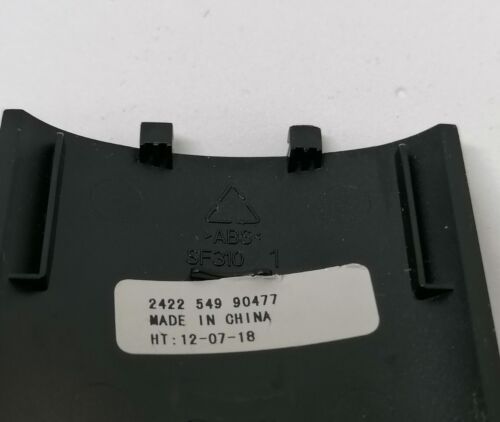 >ABS<
SF310 1
2422 549 90477
MADE IN CHINA
HT:12-07-18